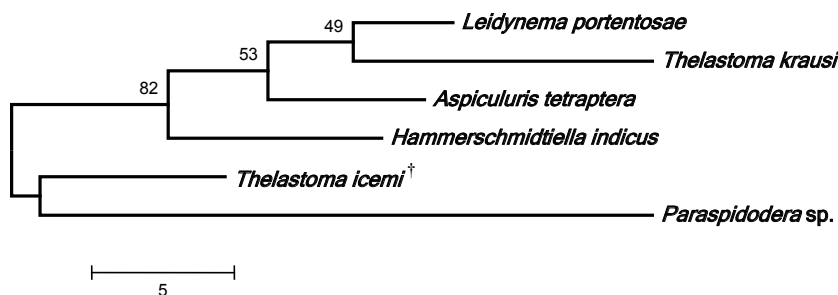 49
Leidynema portentosae
Thelastoma krausi
53
Aspiculuris tetraptera
82
Hammerschmidtiella indicus
Thelastoma icemi†
Paraspidodera sp.
5